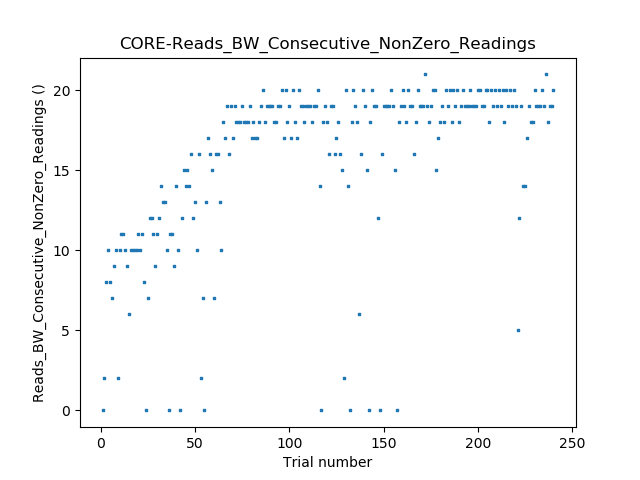 CORE-Reads_BW_Consecutive_NonZero_Readings
Reads_BW_Consecutive_NonZero_Readings ()
20
15
10
5
0
0 50 100 150 200 250
Trial number